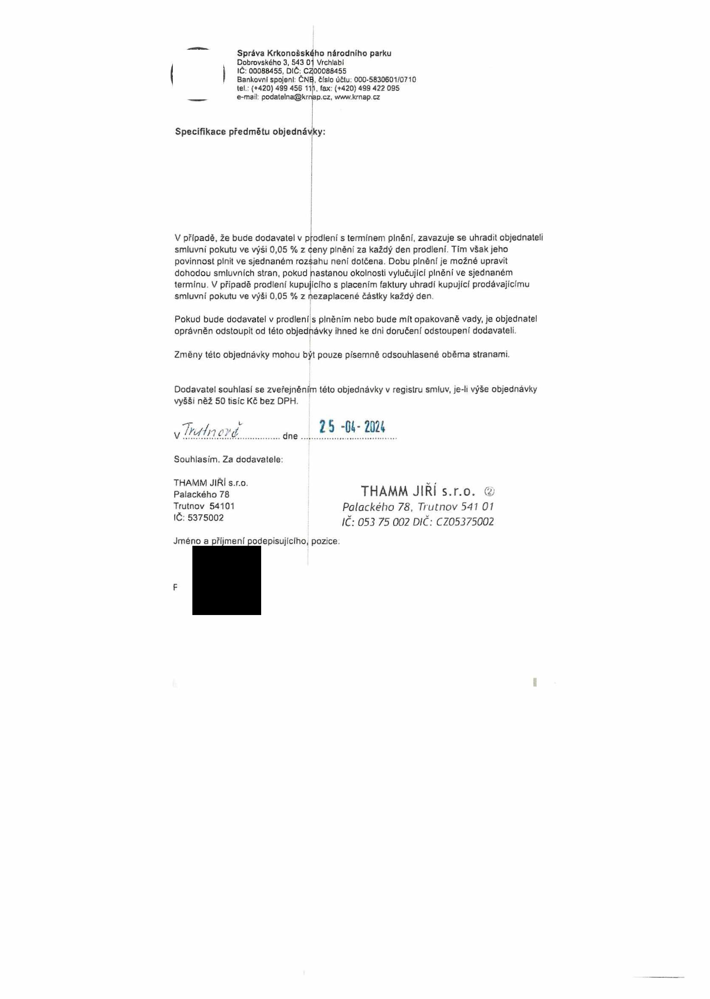 Správa Krkonošského národního parku
Dobrovského 3, 543 01 Vrchlabí
IČ: 00088455, DIČ: CZ00088455
Bankovní spojení: ČNB, číslo účtu: 000-5830601/0710
tel.: (+420) 499 456 111, fax: (+420) 499 422 095
e-mail: podatelna@krnap.cz, www.krnap.cz
Specifikace předmětu objednávky:
V případě, že bude dodavatel v prodlení s termínem plnění, zavazuje se uhradit objednateli
smluvní pokutu ve výši 0,05 % z ceny plnění za každý den prodlení. Tím však jeho
povinnost plnit ve sjednaném rozsahu není dotčena. Dobu plnění je možné upravit
dohodou smluvních stran, pokud nastanou okolnosti vylučující plnění ve sjednaném
termínu. V případě prodlení kupujícího s placením faktury uhradí kupující prodávajícímu
smluvní pokutu ve výši 0,05 % z nezaplacené částky každý den.
Pokud bude dodavatel v prodlení s plněním nebo bude mít opakované vady, je objednatel
oprávněn odstoupit od této objednávky ihned ke dni doručení odstoupení dodavateli.
Změny této objednávky mohou být pouze písemně odsouhlasené oběma stranami.
Dodavatel souhlasí se zveřejněním této objednávky v registru smluv, je-li výše objednávky
vyšší než 50 tisíc Kč bez DPH.
V Trutnově dne 25 -04- 2024
Souhlasím. Za dodavatele:
THAMM JIŘÍ s.r.o.
Palackého 78
Trutnov 54101
IČ: 5375002
THAMM JIŘÍ s.r.o. ②
Palackého 78, Trutnov 541 01
IČ: 053 75 002 DIČ: CZ05375002
Jméno a příjmení podepisujícího, pozice: